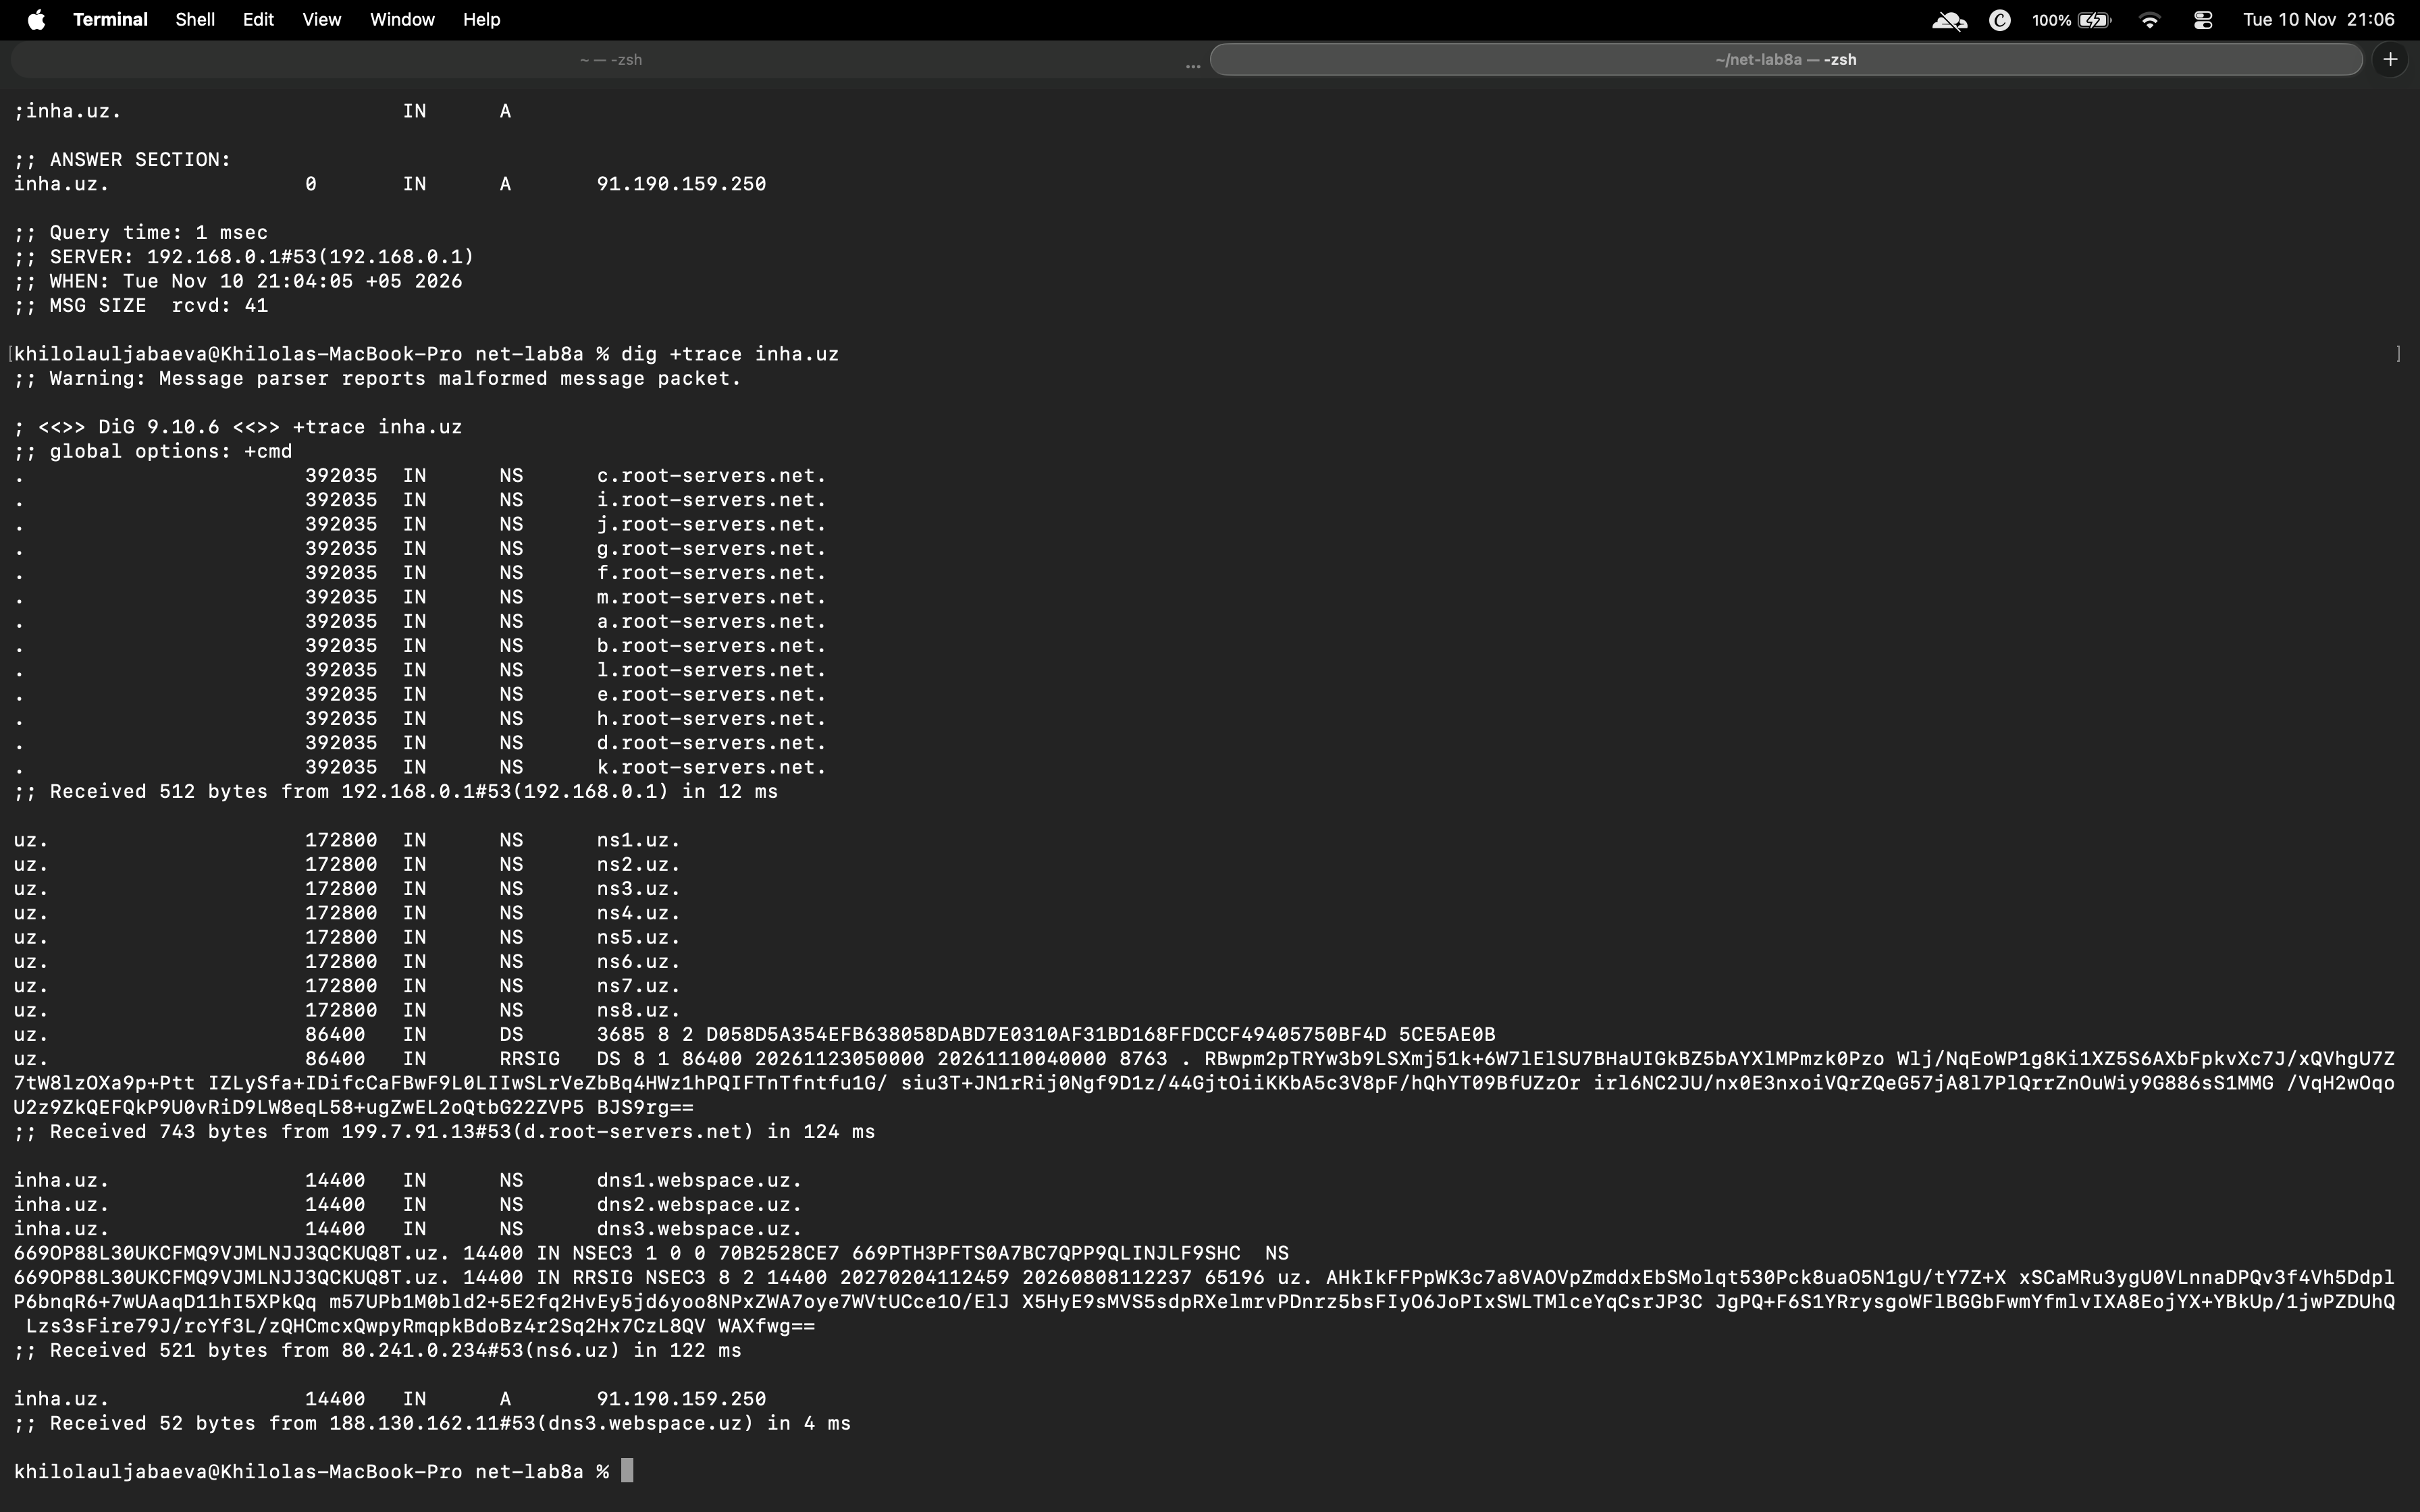 Terminal Shell Edit View Window Help 100% Tue 10 Nov 21:06
~ — -zsh ... ~/net-lab8a — -zsh +
;inha.uz. IN A
;; ANSWER SECTION:
inha.uz. 0 IN A 91.190.159.250
;; Query time: 1 msec
;; SERVER: 192.168.0.1#53(192.168.0.1)
;; WHEN: Tue Nov 10 21:04:05 +05 2026
;; MSG SIZE rcvd: 41
[khilolauljabaeva@Khilolas-MacBook-Pro net-lab8a % dig +trace inha.uz ]
;; Warning: Message parser reports malformed message packet.
; <<>> DiG 9.10.6 <<>> +trace inha.uz
;; global options: +cmd
. 392035 IN NS c.root-servers.net.
. 392035 IN NS i.root-servers.net.
. 392035 IN NS j.root-servers.net.
. 392035 IN NS g.root-servers.net.
. 392035 IN NS f.root-servers.net.
. 392035 IN NS m.root-servers.net.
. 392035 IN NS a.root-servers.net.
. 392035 IN NS b.root-servers.net.
. 392035 IN NS l.root-servers.net.
. 392035 IN NS e.root-servers.net.
. 392035 IN NS h.root-servers.net.
. 392035 IN NS d.root-servers.net.
. 392035 IN NS k.root-servers.net.
;; Received 512 bytes from 192.168.0.1#53(192.168.0.1) in 12 ms
uz. 172800 IN NS ns1.uz.
uz. 172800 IN NS ns2.uz.
uz. 172800 IN NS ns3.uz.
uz. 172800 IN NS ns4.uz.
uz. 172800 IN NS ns5.uz.
uz. 172800 IN NS ns6.uz.
uz. 172800 IN NS ns7.uz.
uz. 172800 IN NS ns8.uz.
uz. 86400 IN DS 3685 8 2 D058D5A354EFB638058DABD7E0310AF31BD168FFDCCF49405750BF4D 5CE5AE0B
uz. 86400 IN RRSIG DS 8 1 86400 20261123050000 20261110040000 8763 . RBwpm2pTRYw3b9LSXmj51k+6W7lElSU7BHaUIGkBZ5bAYXlMPmzk0Pzo Wlj/NqEoWP1g8Ki1XZ5S6AXbFpkvXc7J/xQVhgU7Z
7tW8lzOXa9p+Ptt IZLySfa+IDifcCaFBwF9L0LIIwSLrVeZbBq4HWz1hPQIFTnTfntfu1G/ siu3T+JN1rRij0Ngf9D1z/44GjtOiiKKbA5c3V8pF/hQhYT09BfUZzOr irl6NC2JU/nx0E3nxoiVQrZQeG57jA8l7PlQrrZnOuWiy9G886sS1MMG /VqH2wOqo
U2z9ZkQEFQkP9U0vRiD9LW8eqL58+ugZwEL2oQtbG22ZVP5 BJS9rg==
;; Received 743 bytes from 199.7.91.13#53(d.root-servers.net) in 124 ms
inha.uz. 14400 IN NS dns1.webspace.uz.
inha.uz. 14400 IN NS dns2.webspace.uz.
inha.uz. 14400 IN NS dns3.webspace.uz.
669OP88L30UKCFMQ9VJMLNJJ3QCKUQ8T.uz. 14400 IN NSEC3 1 0 0 70B2528CE7 669PTH3PFTS0A7BC7QPP9QLINJLF9SHC NS
669OP88L30UKCFMQ9VJMLNJJ3QCKUQ8T.uz. 14400 IN RRSIG NSEC3 8 2 14400 20270204112459 20260808112237 65196 uz. AHkIkFFPpWK3c7a8VAOVpZmddxEbSMolqt530Pck8uaO5N1gU/tY7Z+X xSCaMRu3ygU0VLnnaDPQv3f4Vh5Ddpl
P6bnqR6+7wUAaqD11hI5XPkQq m57UPb1M0bld2+5E2fq2HvEy5jd6yoo8NPxZWA7oye7WVtUCce1O/ElJ X5HyE9sMVS5sdpRXelmrvPDnrz5bsFIyO6JoPIxSWLTMlceYqCsrJP3C JgPQ+F6S1YRrysgoWFlBGGbFwmYfmlvIXA8EojYX+YBkUp/1jwPZDUhQ
Lzs3sFire79J/rcYf3L/zQHCmcxQwpyRmqpkBdoBz4r2Sq2Hx7CzL8QV WAXfwg==
;; Received 521 bytes from 80.241.0.234#53(ns6.uz) in 122 ms
inha.uz. 14400 IN A 91.190.159.250
;; Received 52 bytes from 188.130.162.11#53(dns3.webspace.uz) in 4 ms
khilolauljabaeva@Khilolas-MacBook-Pro net-lab8a %